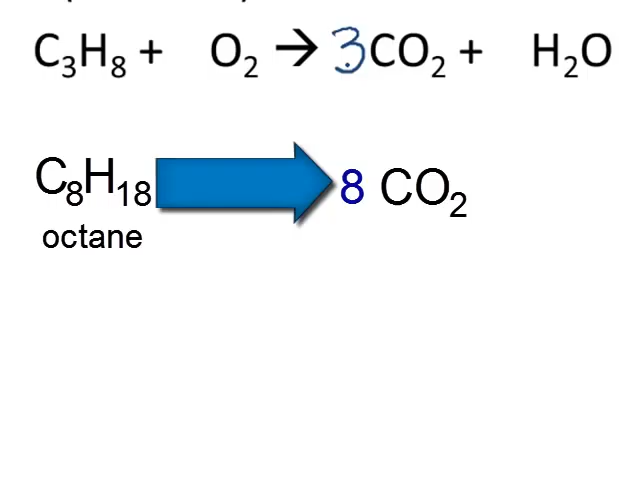 C₃H₈ + O₂ → 3CO₂ + H₂O
C₈H₁₈ 8 CO₂
octane